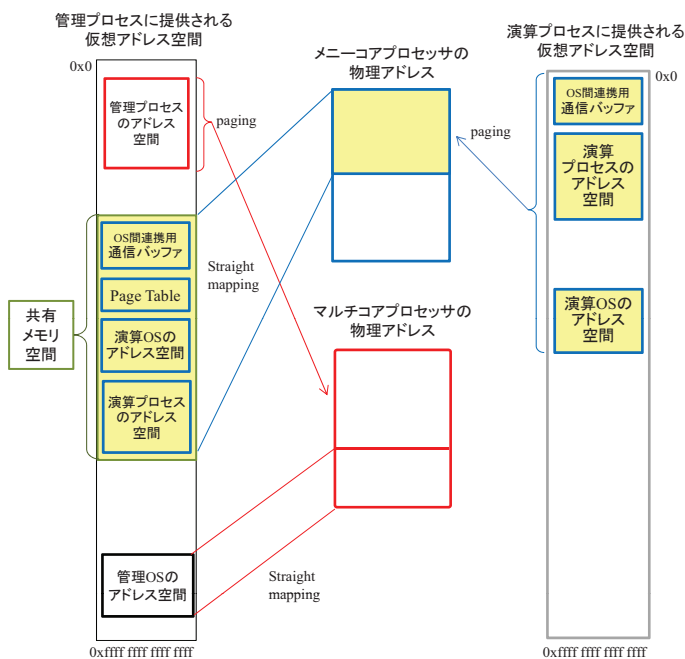 管理プロセスに提供される
仮想アドレス空間
0x0
管理プロセス
のアドレス
空間
paging
OS間連携用
通信バッファ
Page Table
演算OSの
アドレス空間
演算プロセス
のアドレス
空間
共有
メモリ
空間
Straight
mapping
管理OSの
アドレス空間
Straight
mapping
0xffff ffff ffff ffff
メニーコアプロセッサの
物理アドレス
マルチコアプロセッサの
物理アドレス
演算プロセスに提供される
仮想アドレス空間
0x0
paging
OS間連携用
通信バッファ
演算
プロセスの
アドレス
空間
演算OSの
アドレス
空間
0xffff ffff ffff ffff